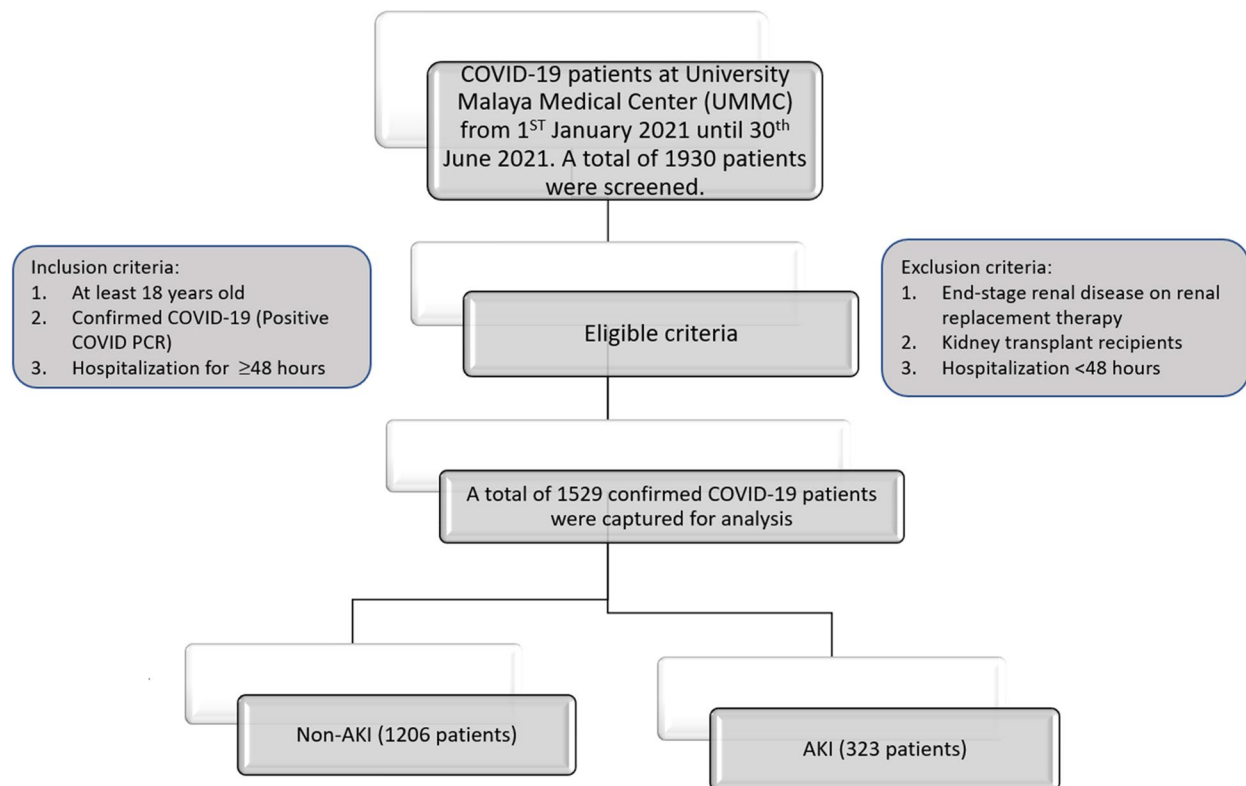 COVID-19 patients at University
Malaya Medical Center (UMMC)
from 1ST January 2021 until 30th
June 2021. A total of 1930 patients
were screened.
Inclusion criteria:
1. At least 18 years old
2. Confirmed COVID-19 (Positive
COVID PCR)
3. Hospitalization for ≥48 hours
Eligible criteria
Exclusion criteria:
1. End-stage renal disease on renal
replacement therapy
2. Kidney transplant recipients
3. Hospitalization <48 hours
A total of 1529 confirmed COVID-19 patients
were captured for analysis
Non-AKI (1206 patients)
AKI (323 patients)